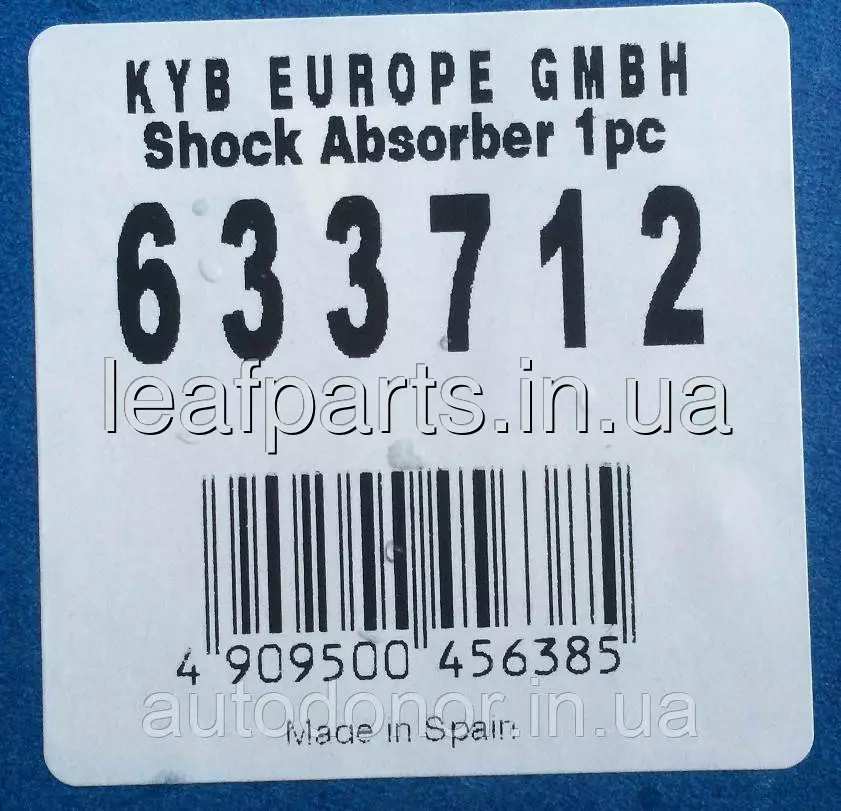 KYB EUROPE GMBH
Shock Absorber 1pc
633712
leafparts.in.ua
4 909500 456385
autodonor.in.ua
Made in Spain